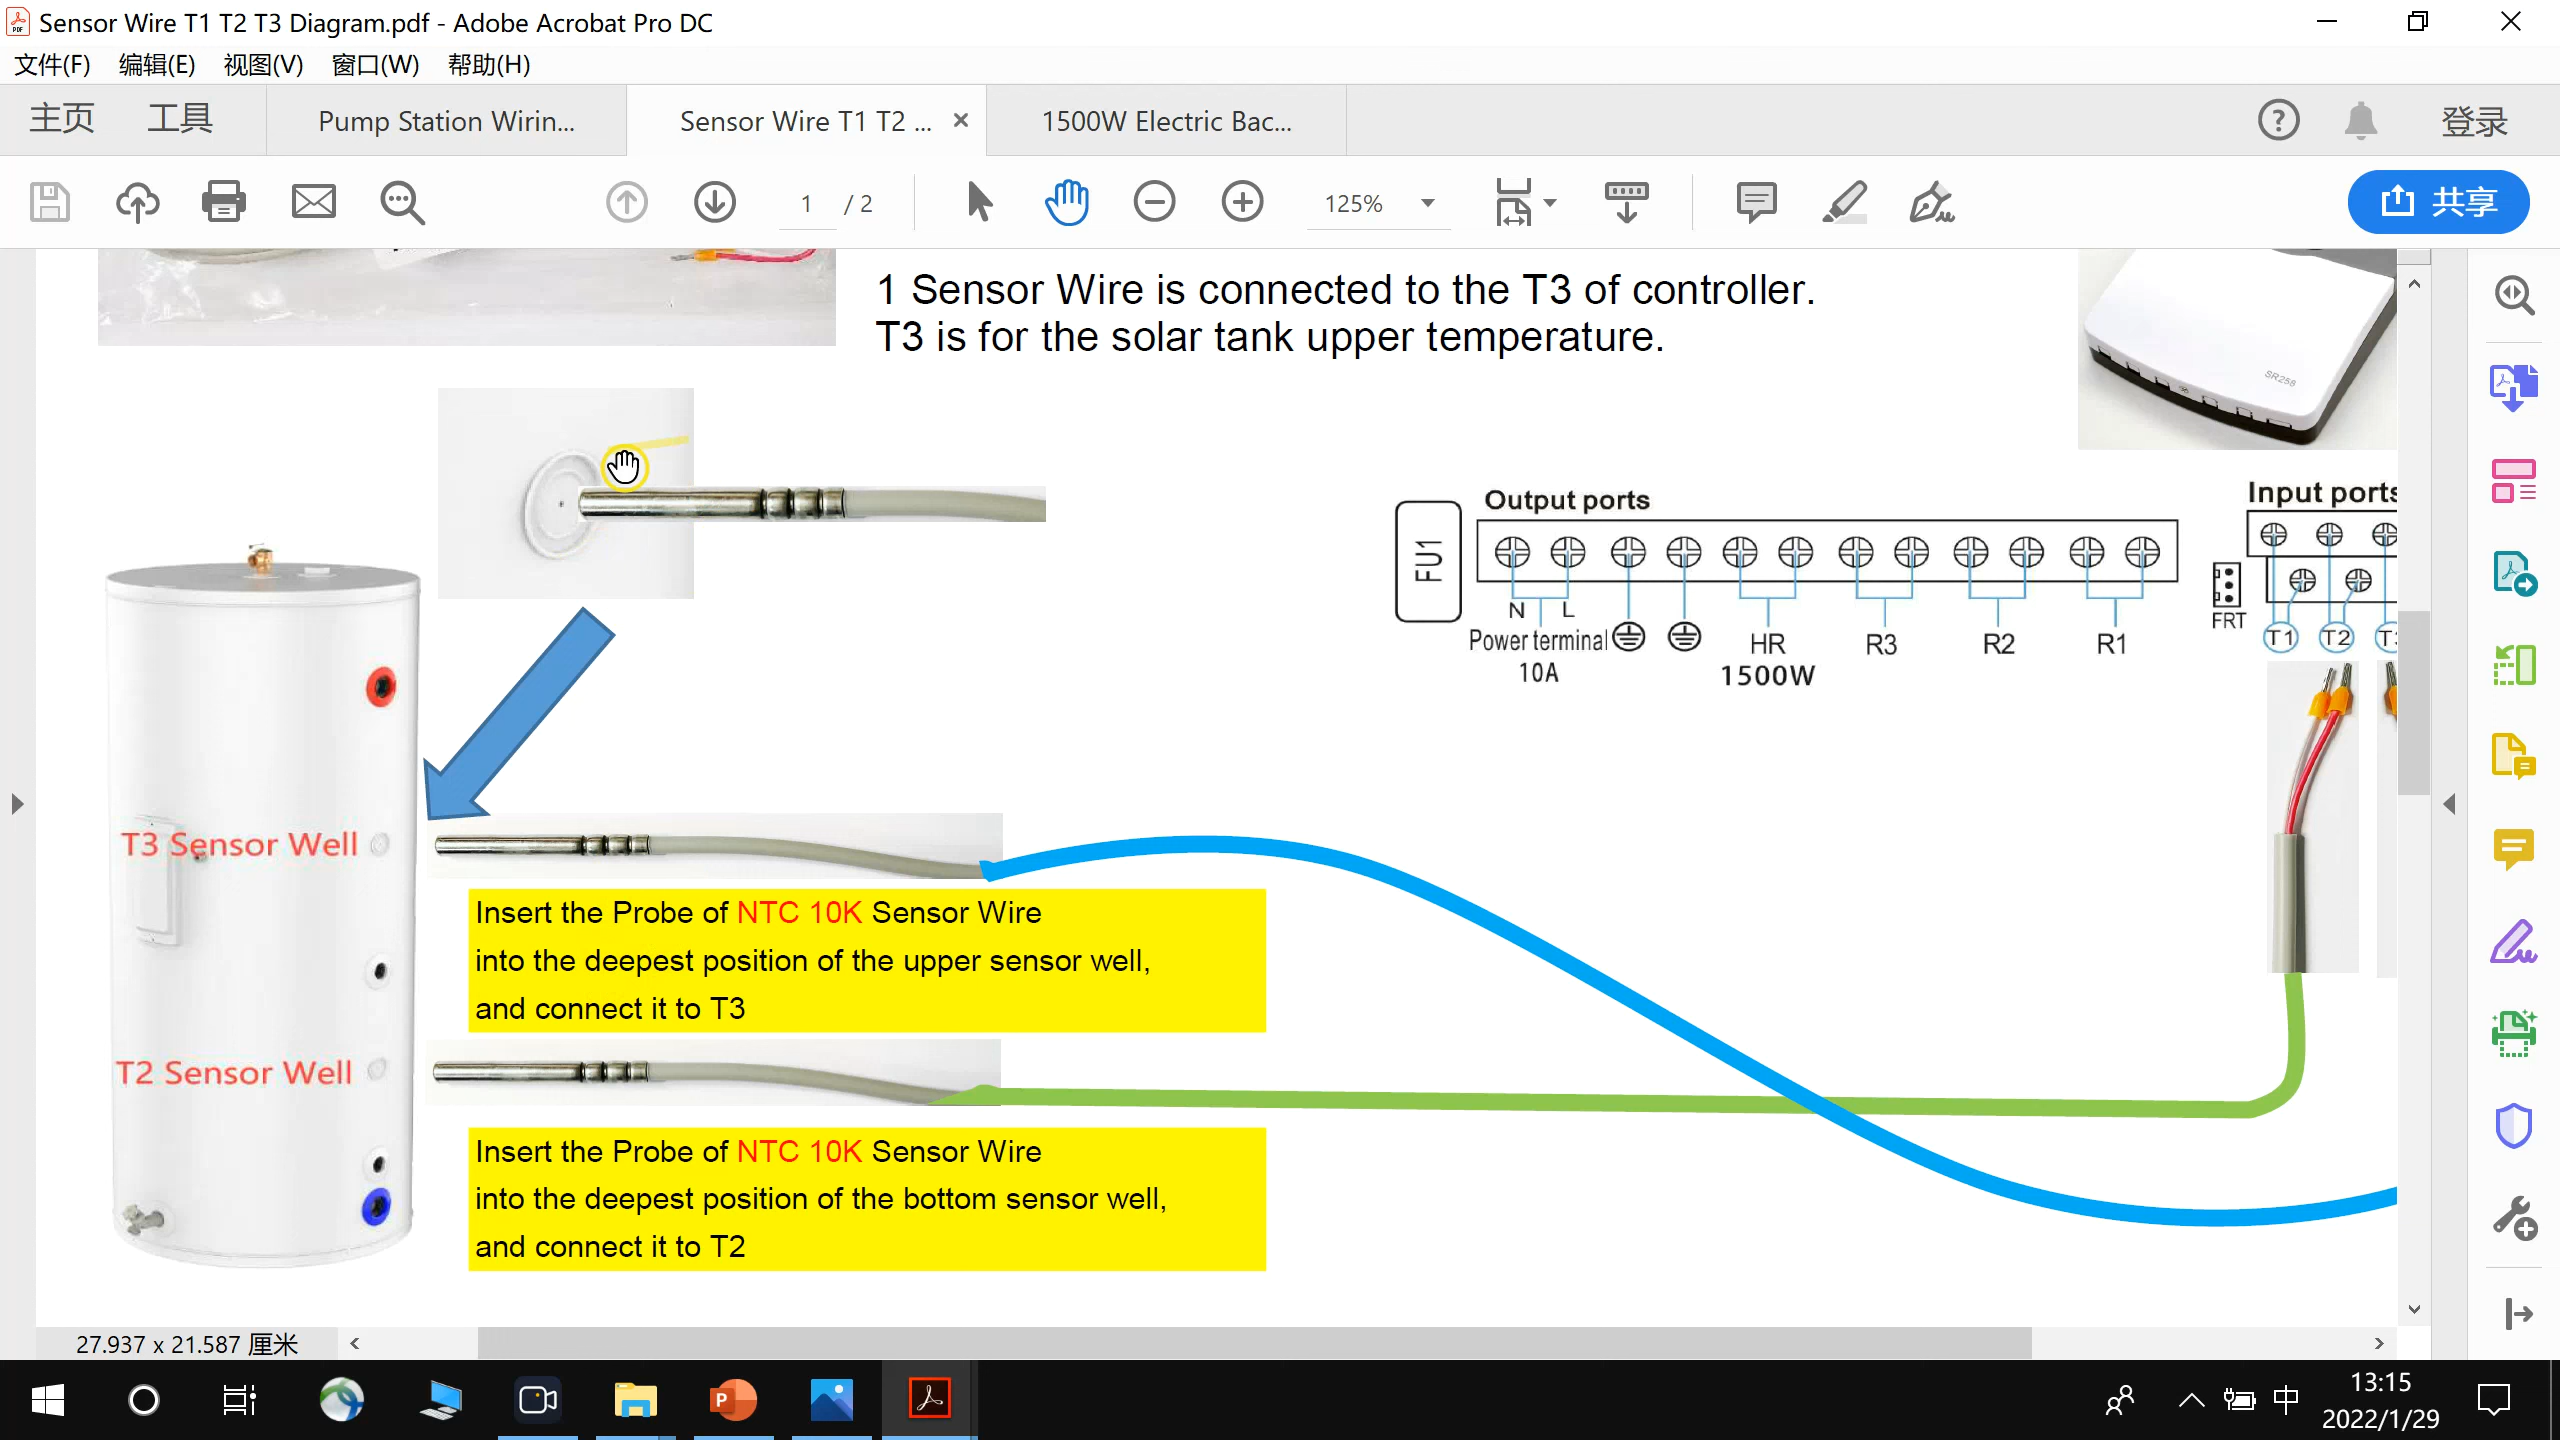 Sensor Wire T1 T2 T3 Diagram.pdf - Adobe Acrobat Pro DC
文件(F) 编辑(E) 视图(V) 窗口(W) 帮助(H)
主页 工具 Pump Station Wirin... Sensor Wire T1 T2 ... × 1500W Electric Bac... 登录
1 / 2 125% 共享
1 Sensor Wire is connected to the T3 of controller.
T3 is for the solar tank upper temperature.
SR258
Output ports
Input ports
FU1
N L
Power terminal
10A
HR
1500W
R3
R2
R1
FRT
T1 T2
T3 Sensor Well
Insert the Probe of NTC 10K Sensor Wire
into the deepest position of the upper sensor well,
and connect it to T3
T2 Sensor Well
Insert the Probe of NTC 10K Sensor Wire
into the deepest position of the bottom sensor well,
and connect it to T2
27.937 x 21.587 厘米
中
13:15
2022/1/29